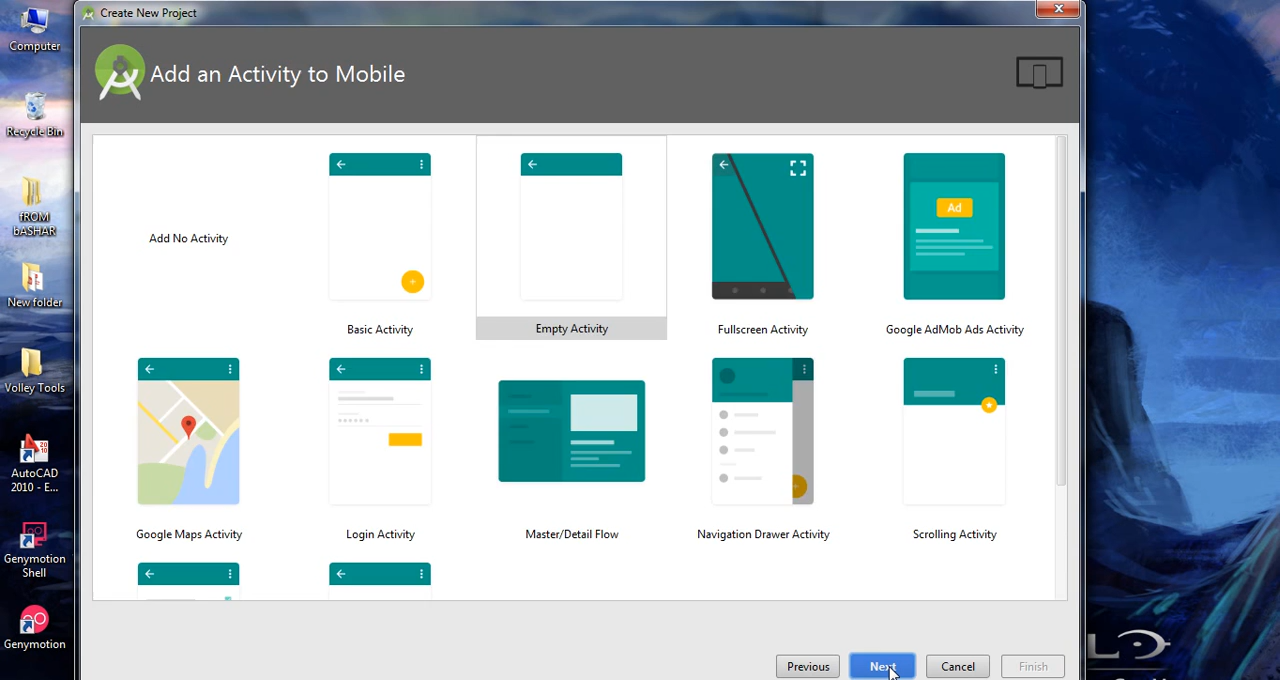 Create New Project
Computer
Add an Activity to Mobile
Recycle Bin
fROM
bASHAR
New folder
Volley Tools
AutoCAD
2010 - E...
Genymotion
Shell
Genymotion
Add No Activity
Basic Activity
Empty Activity
Fullscreen Activity
Ad
Google AdMob Ads Activity
Google Maps Activity
Login Activity
Master/Detail Flow
Navigation Drawer Activity
Scrolling Activity
Previous
Next
Cancel
Finish